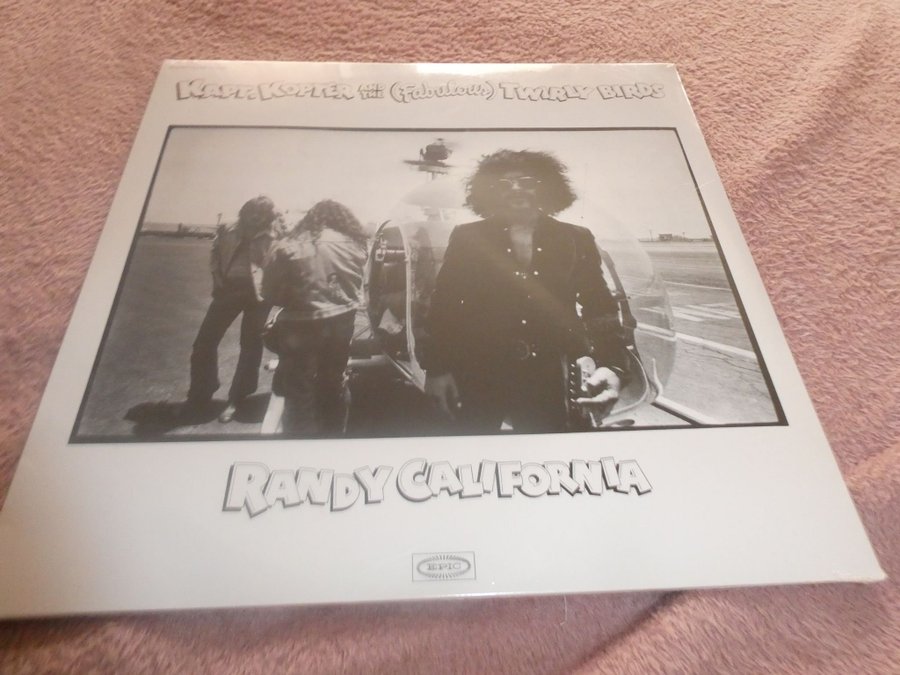 KAPT. KOPTER AND THE (Fabulous) TWIRLY BIRDS
RANDY CALIFORNIA
EPIC